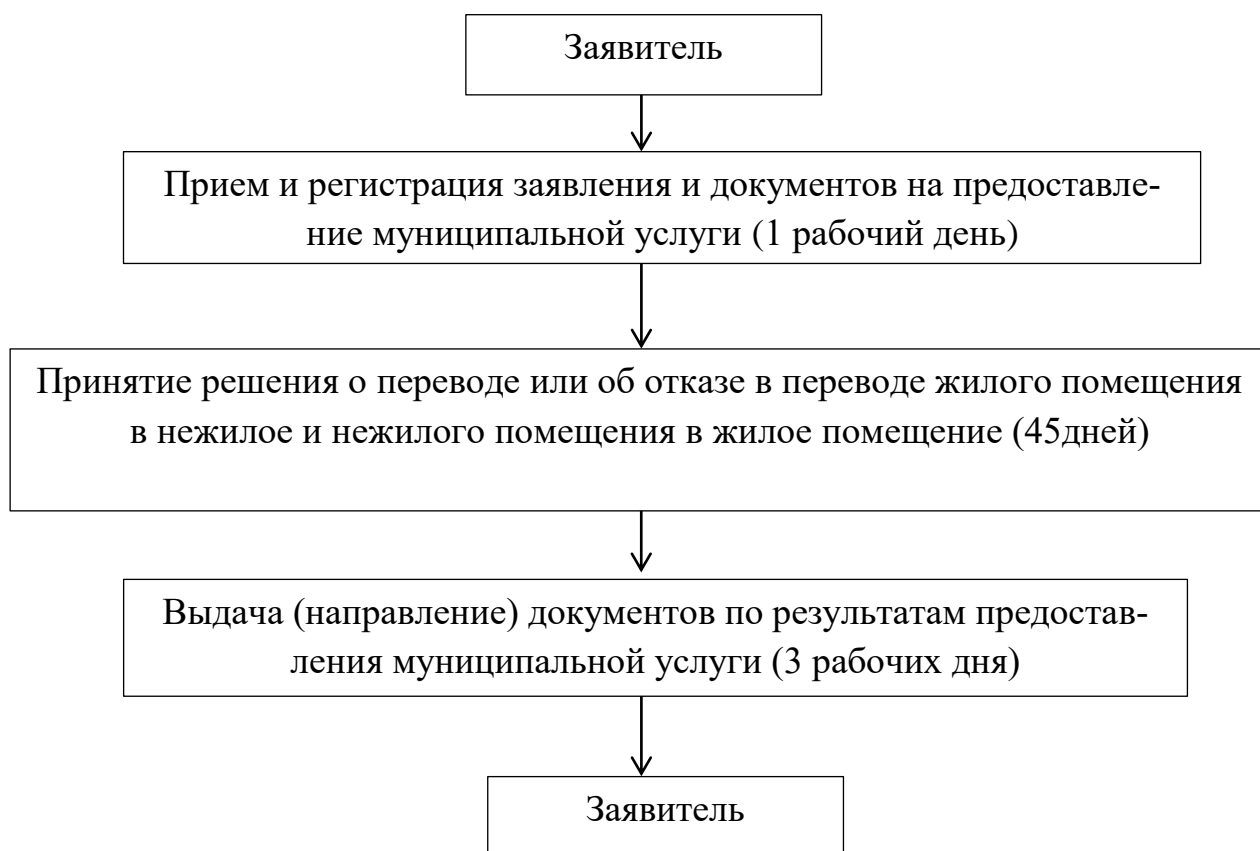 Заявитель
Прием и регистрация заявления и документов на предоставле-
ние муниципальной услуги (1 рабочий день)
Принятие решения о переводе или об отказе в переводе жилого помещения
в нежилое и нежилого помещения в жилое помещение (45дней)
Выдача (направление) документов по результатам предостав-
ления муниципальной услуги (3 рабочих дня)
Заявитель